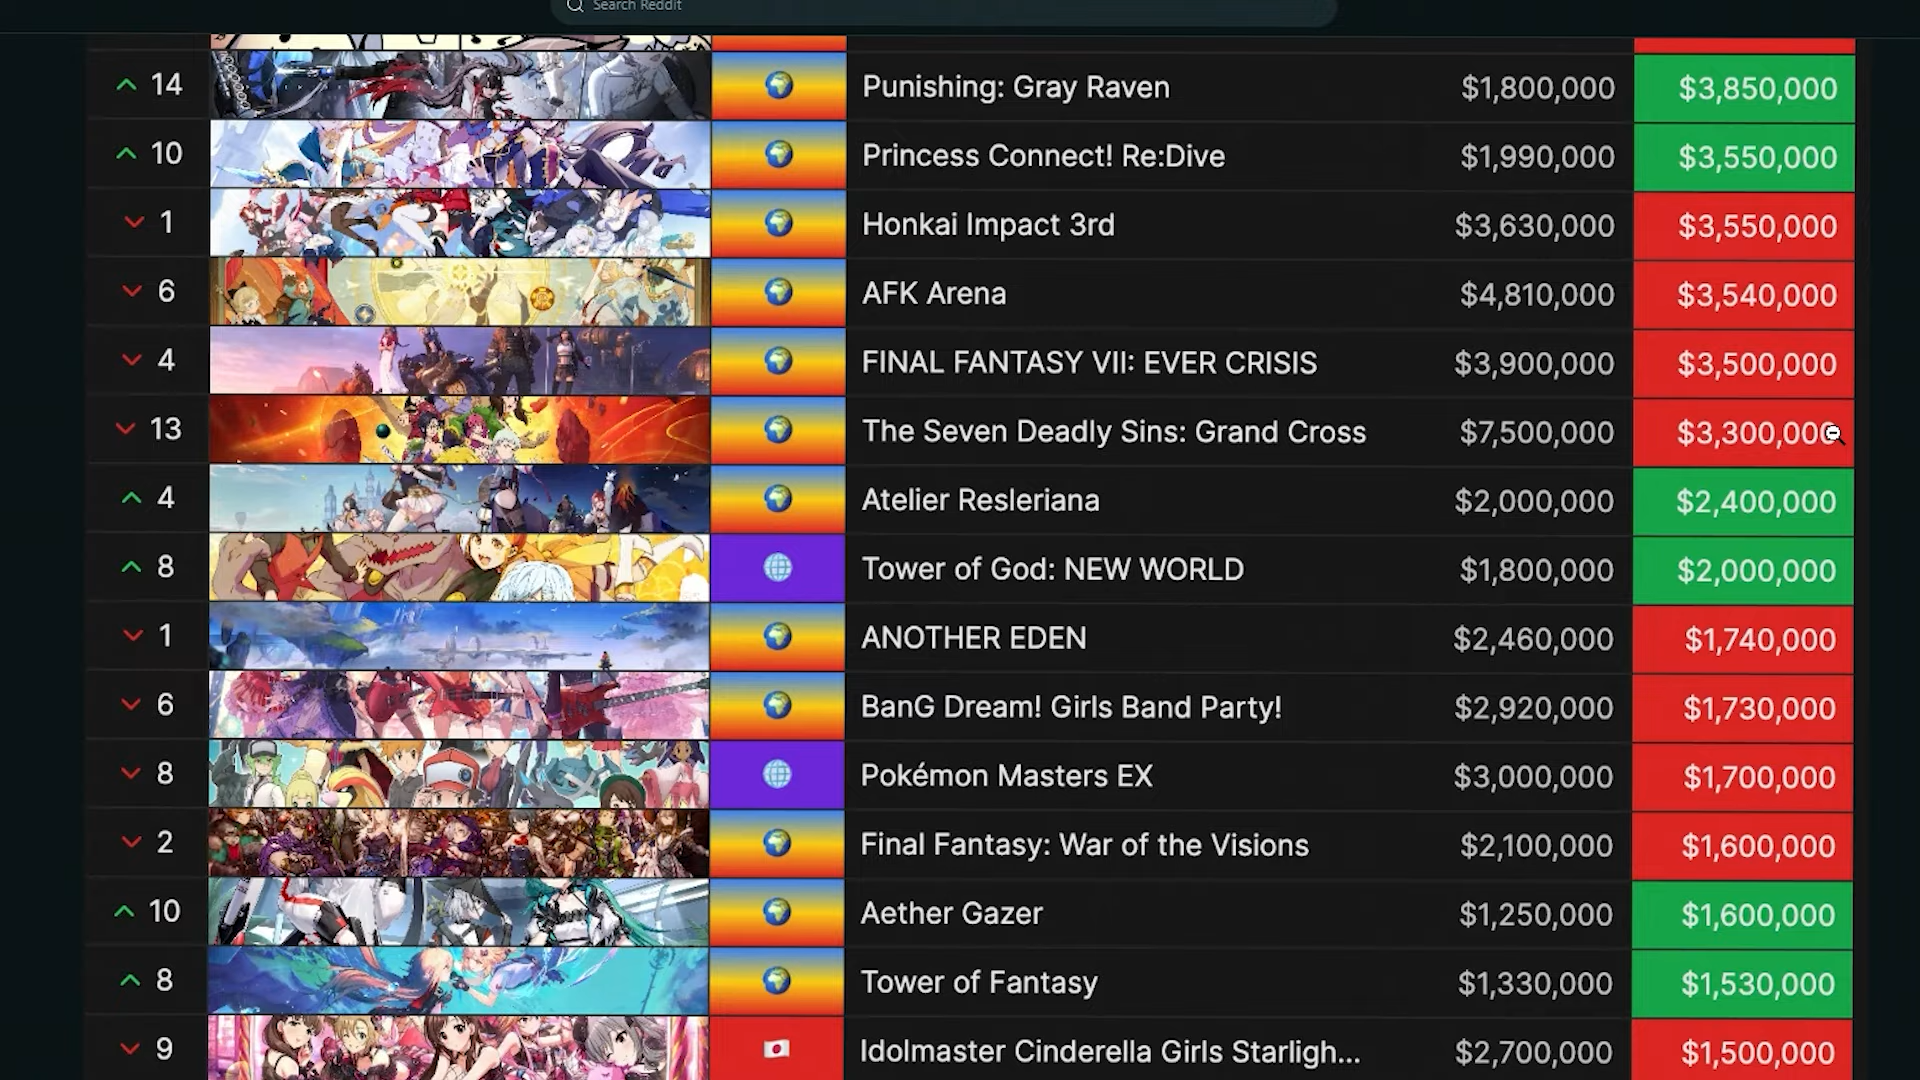 Search Reddit
14 Punishing: Gray Raven $1,800,000 $3,850,000
10 Princess Connect! Re:Dive $1,990,000 $3,550,000
1 Honkai Impact 3rd $3,630,000 $3,550,000
6 AFK Arena $4,810,000 $3,540,000
4 FINAL FANTASY VII: EVER CRISIS $3,900,000 $3,500,000
13 The Seven Deadly Sins: Grand Cross $7,500,000 $3,300,000
4 Atelier Resleriana $2,000,000 $2,400,000
8 Tower of God: NEW WORLD $1,800,000 $2,000,000
1 ANOTHER EDEN $2,460,000 $1,740,000
6 BanG Dream! Girls Band Party! $2,920,000 $1,730,000
8 Pokémon Masters EX $3,000,000 $1,700,000
2 Final Fantasy: War of the Visions $2,100,000 $1,600,000
10 Aether Gazer $1,250,000 $1,600,000
8 Tower of Fantasy $1,330,000 $1,530,000
9 Idolmaster Cinderella Girls Starligh... $2,700,000 $1,500,000